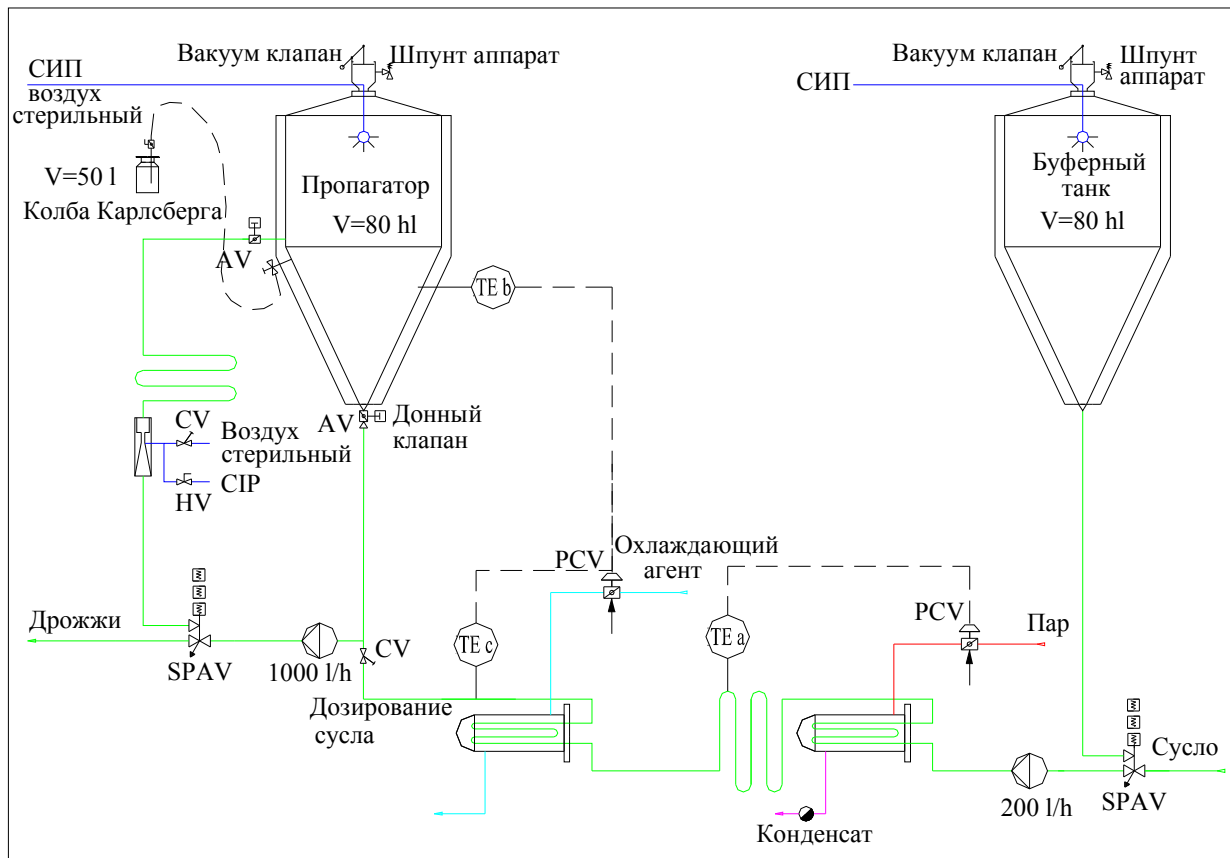 Вакуум клапан
Шпунт аппарат
СИП
воздух
стерильный
V=50 l
Колба Карлсберга
Пропагатор
V=80 hl
AV
TE b
AV
Донный
клапан
CV
Воздух
стерильный
HV
CIP
Вакуум клапан
Шпунт
аппарат
СИП
Буферный
танк
V=80 hl
PCV
Охлаждающий
агент
PCV
Пар
Дрожжи
SPAV
1000 l/h
CV
TE c
TE a
Дозирование
сусла
Конденсат
200 l/h
Сусло
SPAV